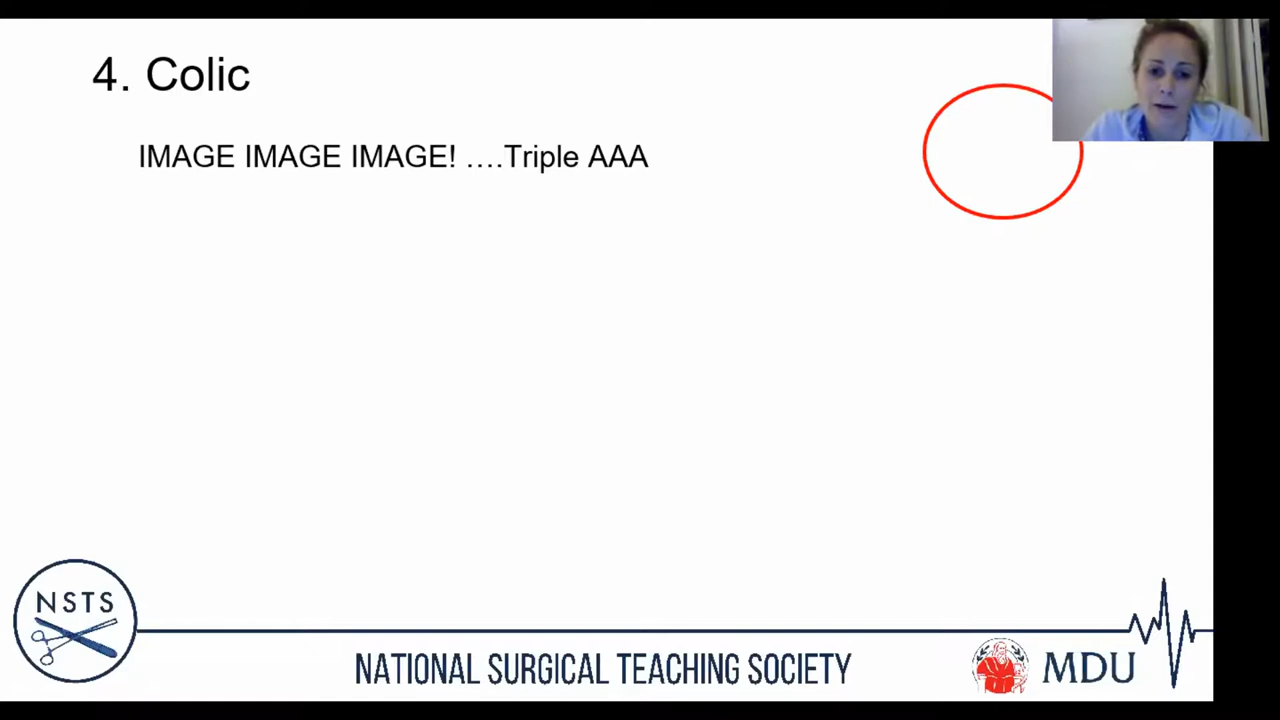 4. Colic
IMAGE IMAGE IMAGE! ….Triple AAA
NSTS
NATIONAL SURGICAL TEACHING SOCIETY
MDU